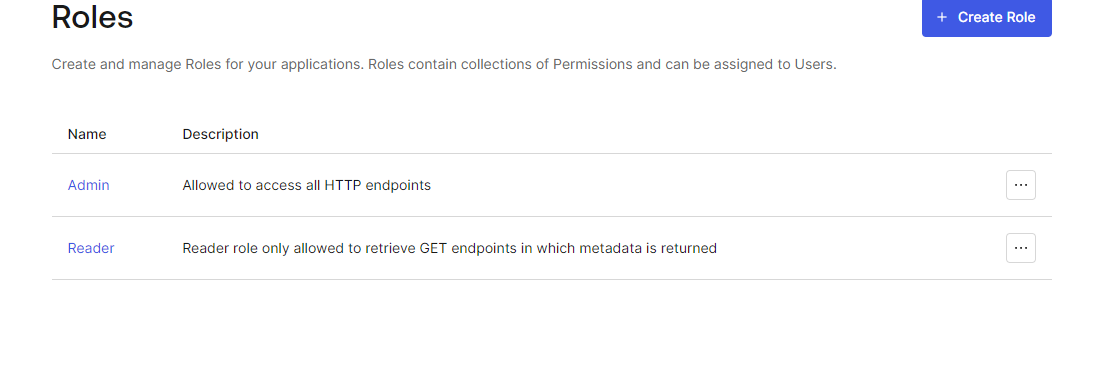 Roles
+ Create Role
Create and manage Roles for your applications. Roles contain collections of Permissions and can be assigned to Users.
Name Description
Admin Allowed to access all HTTP endpoints ...
Reader Reader role only allowed to retrieve GET endpoints in which metadata is returned ...